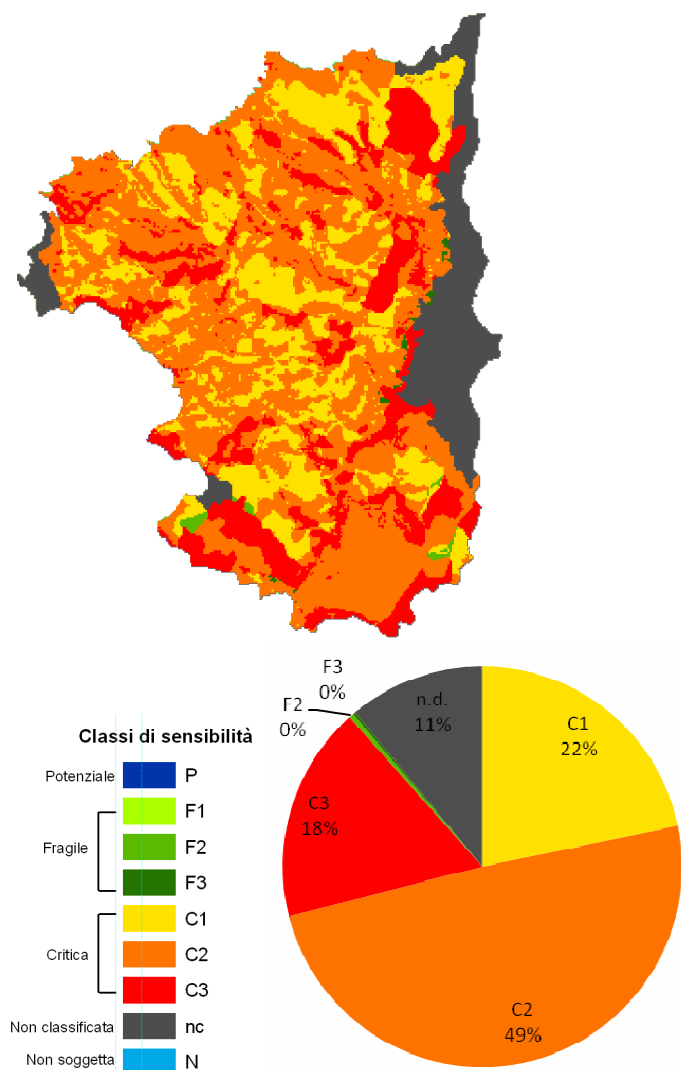 F3
0%
F2
0%
n.d.
11%
C1
22%
C3
18%
C2
49%
Classi di sensibilità
Potenziale
P
Fragile
F1
F2
F3
Critica
C1
C2
C3
Non classificata
nc
Non soggetta
N